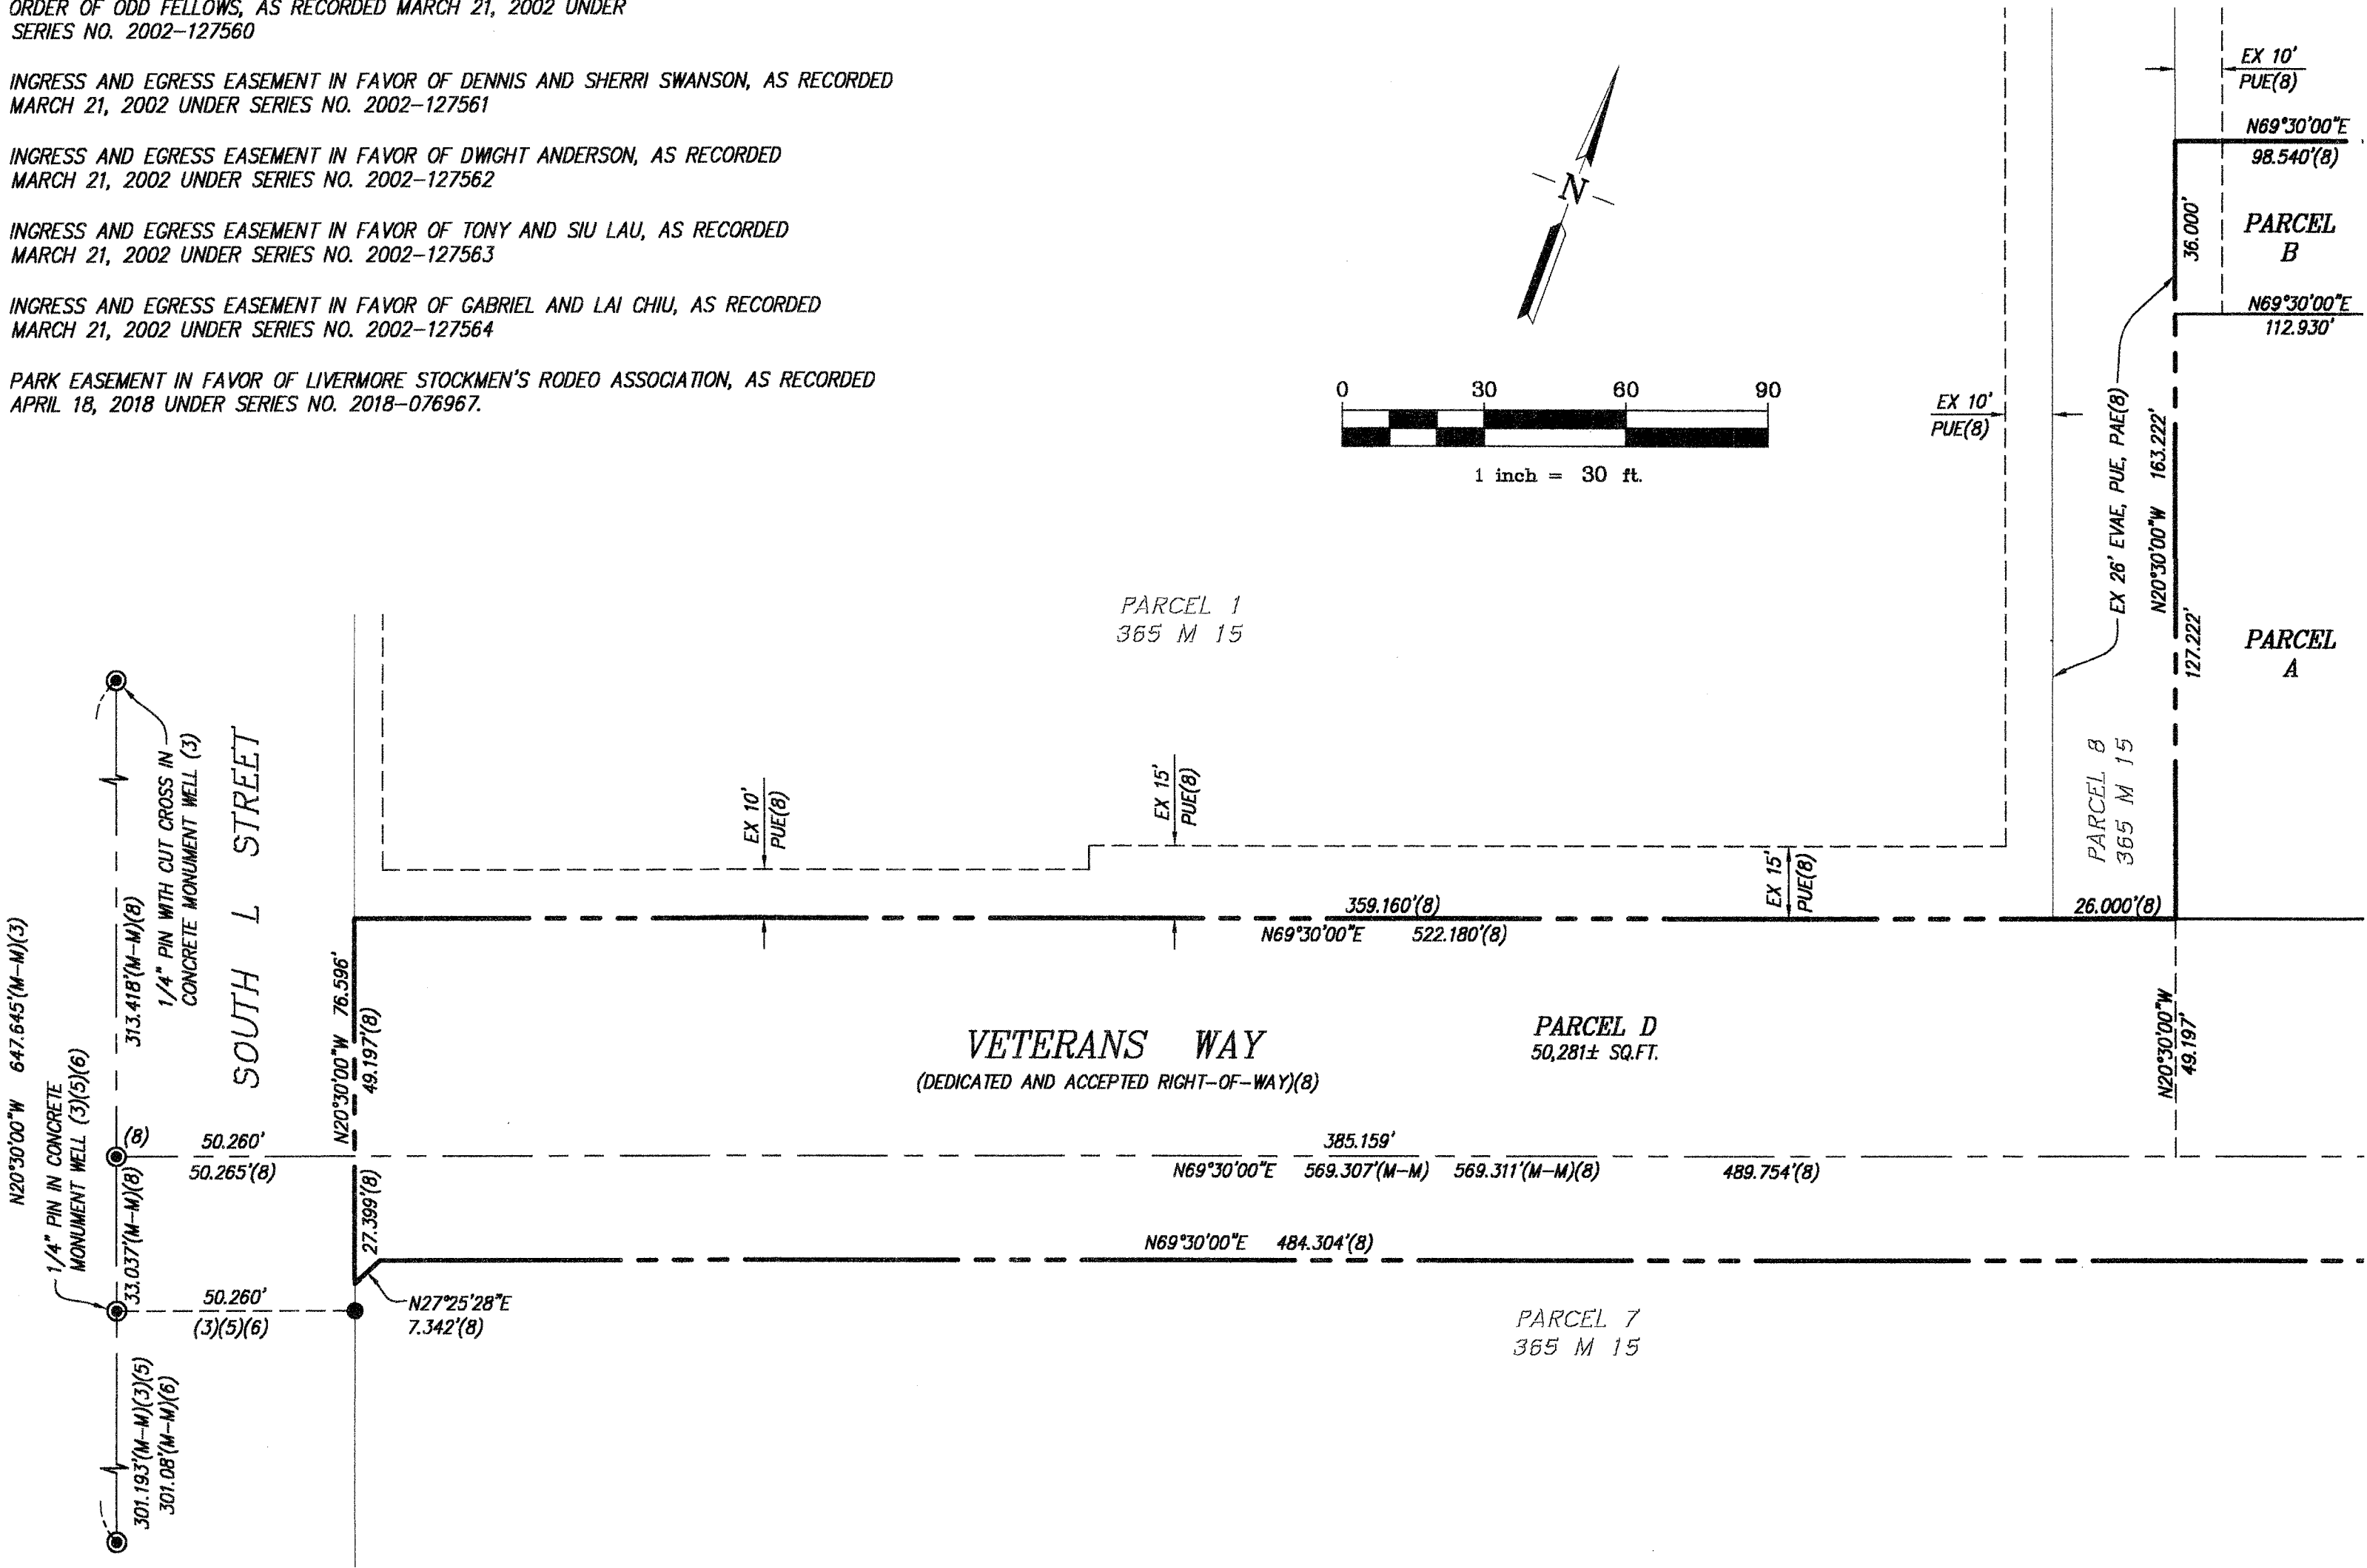 ORDER OF ODD FELLOWS, AS RECORDED MARCH 21, 2002 UNDER
SERIES NO. 2002-127560
INGRESS AND EGRESS EASEMENT IN FAVOR OF DENNIS AND SHERRI SWANSON, AS RECORDED
MARCH 21, 2002 UNDER SERIES NO. 2002-127561
INGRESS AND EGRESS EASEMENT IN FAVOR OF DWIGHT ANDERSON, AS RECORDED
MARCH 21, 2002 UNDER SERIES NO. 2002-127562
INGRESS AND EGRESS EASEMENT IN FAVOR OF TONY AND SIU LAU, AS RECORDED
MARCH 21, 2002 UNDER SERIES NO. 2002-127563
INGRESS AND EGRESS EASEMENT IN FAVOR OF GABRIEL AND LAI CHIU, AS RECORDED
MARCH 21, 2002 UNDER SERIES NO. 2002-127564
PARK EASEMENT IN FAVOR OF LIVERMORE STOCKMEN'S RODEO ASSOCIATION, AS RECORDED
APRIL 18, 2018 UNDER SERIES NO. 2018-076967.
N
0 30 60 90
1 inch = 30 ft.
EX 10'
PUE(8)
N69°30'00"E
98.540'(8)
36.000'
PARCEL
B
N69°30'00"E
112.930'
EX 10'
PUE(8)
EX 26' EVAE, PUE, PAE(8)
N20°30'00"W 163.222'
127.222'
PARCEL
A
PARCEL 1
365 M 15
PARCEL 8
365 M 15
N20°30'00"W 647.645'(M-M)(3)
1/4" PIN IN CONCRETE
MONUMENT WELL (3)(5)(6)
313.418'(M-M)(8)
1/4" PIN WITH CUT CROSS IN
CONCRETE MONUMENT WELL (3)
SOUTH L STREET
EX 10'
PUE(8)
EX 15'
PUE(8)
EX 15'
PUE(8)
359.160'(8)
26.000'(8)
N69°30'00"E 522.180'(8)
N20°30'00"W 76.596'
49.197'(8)
VETERANS WAY
(DEDICATED AND ACCEPTED RIGHT-OF-WAY)(8)
PARCEL D
50,281± SQ.FT.
N20°30'00"W
49.197'
(8)
50.260'
50.265'(8)
385.159'
N69°30'00"E 569.307'(M-M) 569.311'(M-M)(8) 489.754'(8)
33.037'(M-M)(8)
27.399'(8)
N69°30'00"E 484.304'(8)
50.260'
(3)(5)(6)
N27°25'28"E
7.342'(8)
PARCEL 7
365 M 15
301.193'(M-M)(3)(5)
301.08'(M-M)(6)